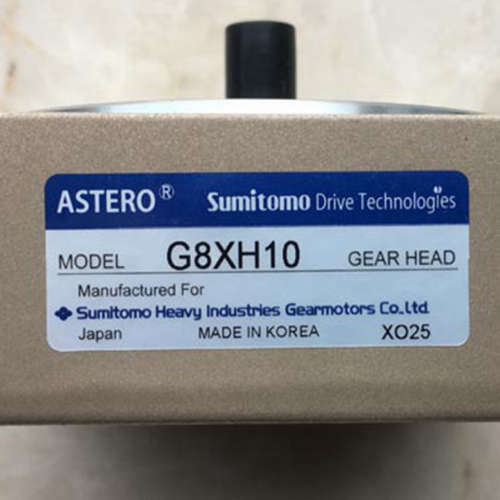 ASTERO® Sumitomo Drive Technologies
MODEL G8XH10 GEAR HEAD
Manufactured For
Sumitomo Heavy Industries Gearmotors Co.,Ltd.
Japan MADE IN KOREA XO25